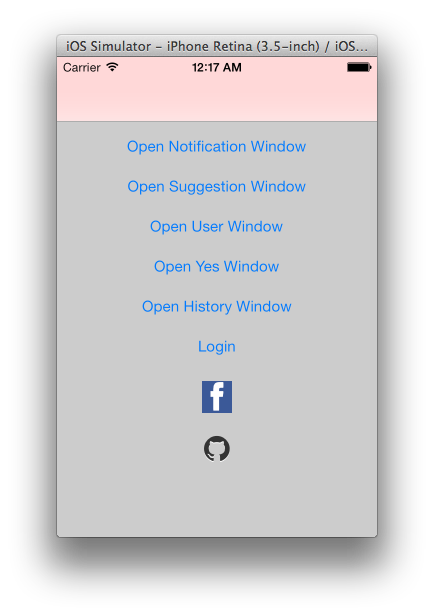 iOS Simulator – iPhone Retina (3.5-inch) / iOS...
Carrier 12:17 AM
Open Notification Window
Open Suggestion Window
Open User Window
Open Yes Window
Open History Window
Login
f